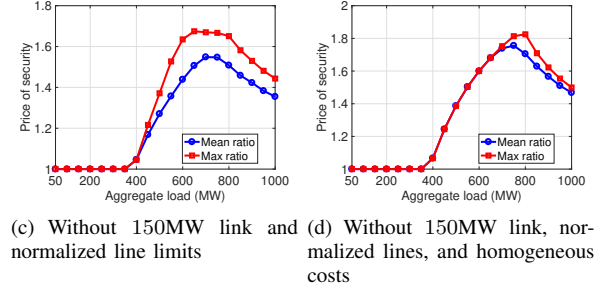 1.8
1.6
1.4
1.2
1
Price of security
Mean ratio
Max ratio
50 200 400 600 800 1000
Aggregate load (MW)
2
1.8
1.6
1.4
1.2
1
Price of security
Mean ratio
Max ratio
50 200 400 600 800 1000
Aggregate load (MW)
(c) Without 150MW link and
normalized line limits
(d) Without 150MW link, nor-
malized lines, and homogeneous
costs